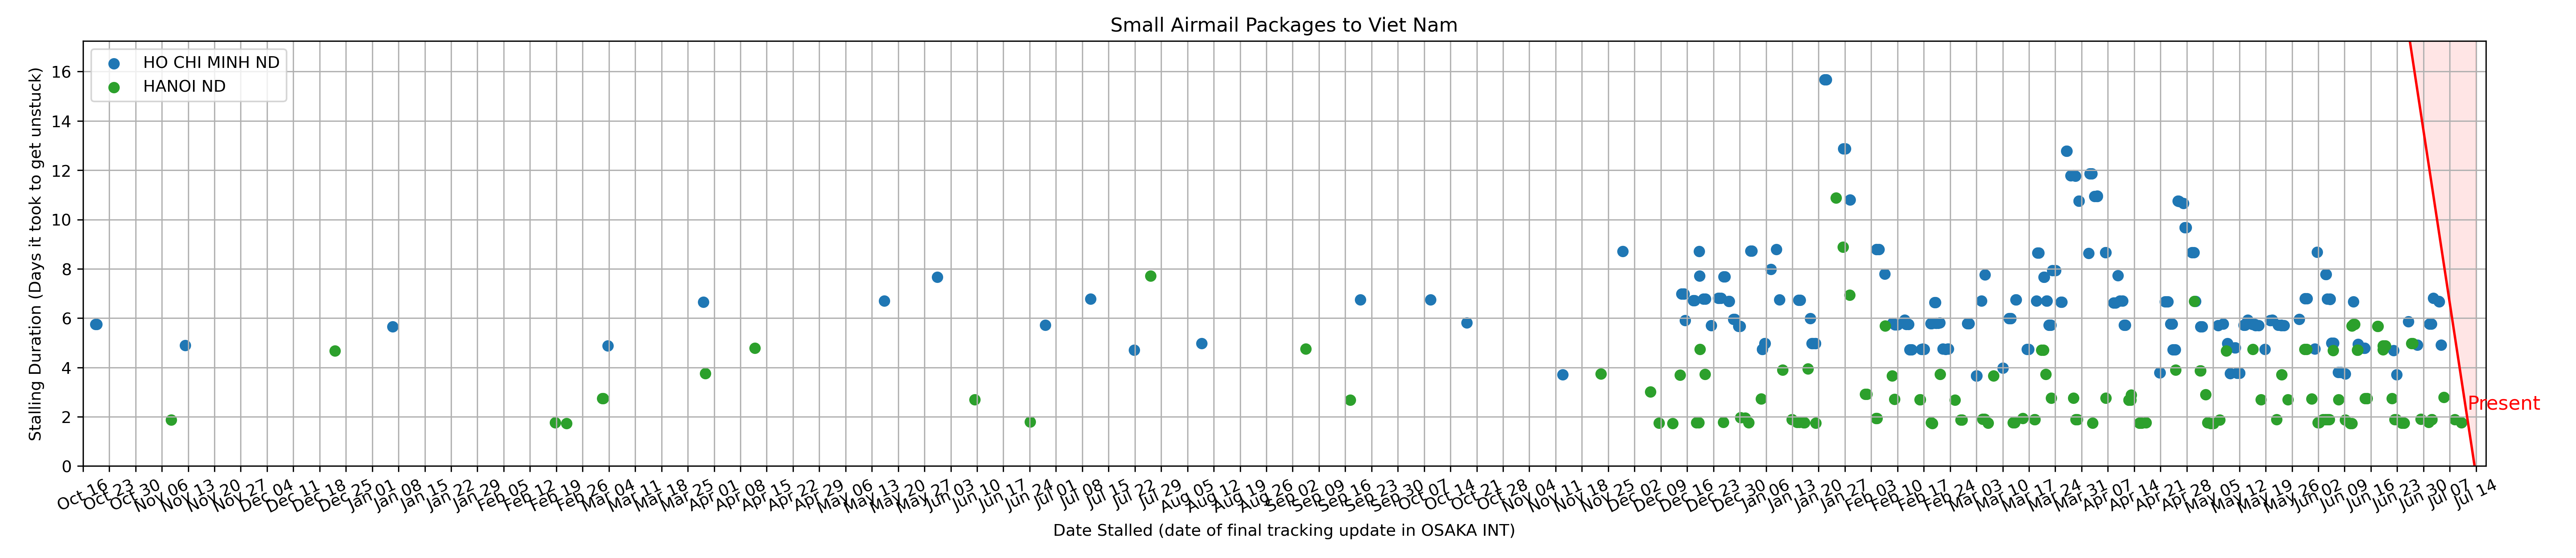 Small Airmail Packages to Viet Nam
HO CHI MINH ND
HANOI ND
Stalling Duration (Days it took to get unstuck)
16
14
12
10
8
6
4
2
0
Present
Oct 16 Oct 23 Oct 30 Nov 06 Nov 13 Nov 20 Nov 27 Dec 04 Dec 11 Dec 18 Dec 25 Jan 01 Jan 08 Jan 15 Jan 22 Jan 29 Feb 05 Feb 12 Feb 19 Feb 26 Mar 04 Mar 11 Mar 18 Mar 25 Apr 01 Apr 08 Apr 15 Apr 22 Apr 29 May 06 May 13 May 20 May 27 Jun 03 Jun 10 Jun 17 Jun 24 Jul 01 Jul 08 Jul 15 Jul 22 Jul 29 Aug 05 Aug 12 Aug 19 Aug 26 Sep 02 Sep 09 Sep 16 Sep 23 Sep 30 Oct 07 Oct 14 Oct 21 Oct 28 Nov 04 Nov 11 Nov 18 Nov 25 Dec 02 Dec 09 Dec 16 Dec 23 Dec 30 Jan 06 Jan 13 Jan 20 Jan 27 Feb 03 Feb 10 Feb 17 Feb 24 Mar 03 Mar 10 Mar 17 Mar 24 Mar 31 Apr 07 Apr 14 Apr 21 Apr 28 May 05 May 12 May 19 May 26 Jun 02 Jun 09 Jun 16 Jun 23 Jun 30 Jul 07 Jul 14
Date Stalled (date of final tracking update in OSAKA INT)